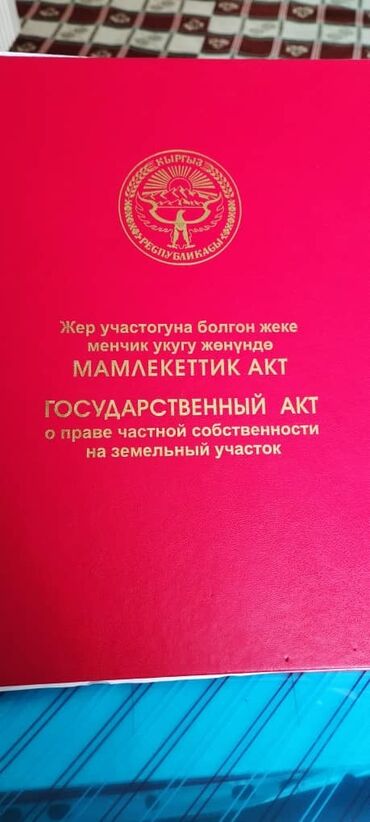 КЫРГЫЗ
РЕСПУБЛИКАСЫ
Жер участогуна болгон жеке
менчик укугу жөнүндө
МАМЛЕКЕТТИК АКТ
ГОСУДАРСТВЕННЫЙ АКТ
о праве частной собственности
на земельный участок